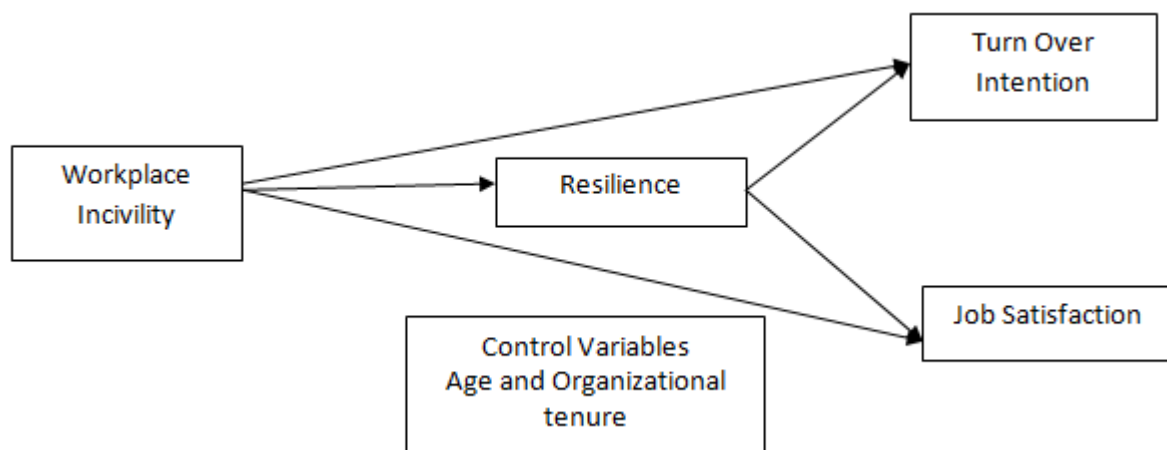 Turn Over
Intention
Workplace
Incivility
Resilience
Job Satisfaction
Control Variables
Age and Organizational
tenure